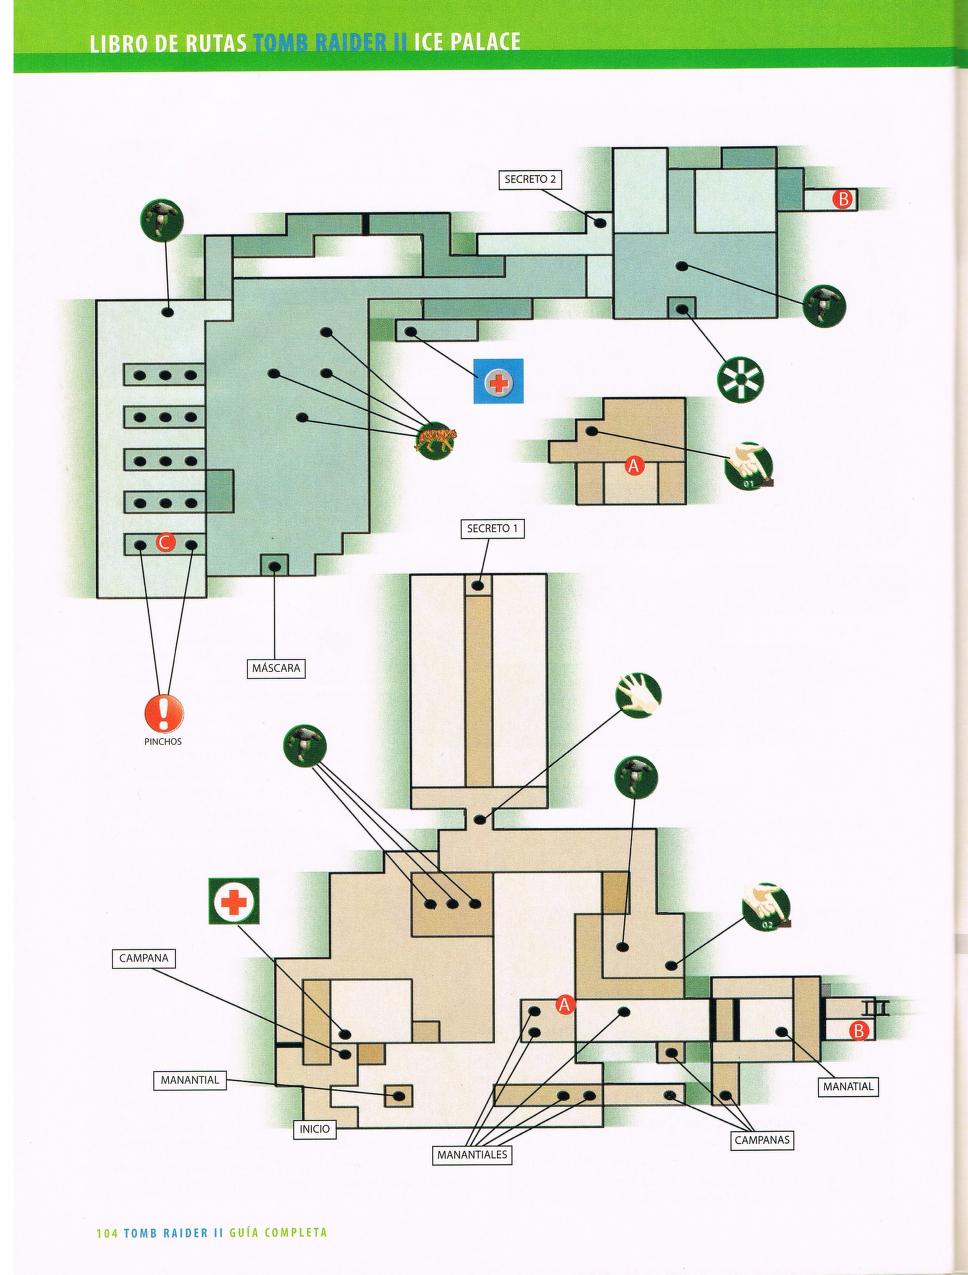 LIBRO DE RUTAS TOMB RAIDER II ICE PALACE
SECRETO 2
B
01
A
SECRETO 1
C
MÁSCARA
PINCHOS
02
CAMPANA
A
B
MANANTIAL
MANATIAL
INICIO
CAMPANAS
MANANTIALES
104 TOMB RAIDER II GUÍA COMPLETA